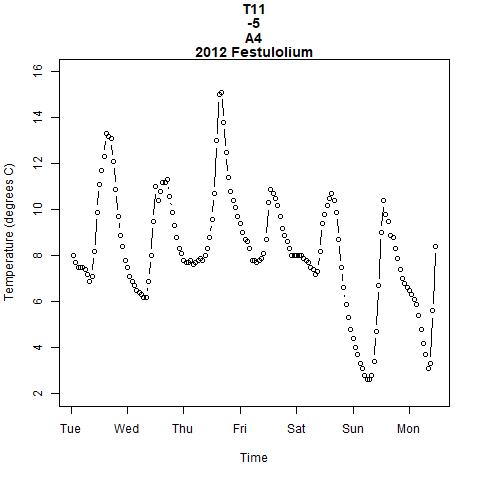 T11
-5
A4
2012 Festulolium
Temperature (degrees C)
16
14
12
10
8
6
4
2
Tue Wed Thu Fri Sat Sun Mon
Time